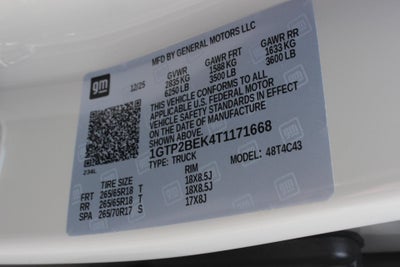 gm
MFD BY GENERAL MOTORS LLC
12/25 GVWR GAWR FRT GAWR RR
2835 KG 1588 KG 1633 KG
6250 LB 3500 LB 3600 LB
THIS VEHICLE CONFORMS TO ALL
APPLICABLE U.S. FEDERAL MOTOR
VEHICLE SAFETY STANDARDS IN EFFECT
ON THE DATE OF MANUFACTURE
SHOWN ABOVE.
1GTP2BEK4T1171668
TYPE: TRUCK MODEL: 48T4C43
234L
TIRE SIZE RIM
FRT 265/65R18 T 18X8.5J
RR 265/65R18 T 18X8.5J
SPA 265/70R17 S 17X8J